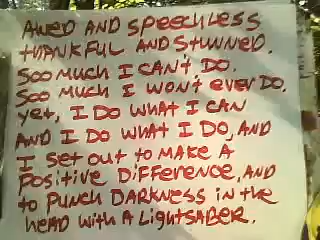 AWED AND SPEECHLESS
THANKFUL AND STUNNED.
SOO MUCH I CAN'T DO.
SOO MUCH I WON'T EVER DO.
YET, I DO WHAT I CAN
AND I DO WHAT I DO, AND
I SET OUT TO MAKE A
POSITIVE DIFFERENCE, AND
TO PUNCH DARKNESS IN THE
HEAD WITH A LIGHTSABER.